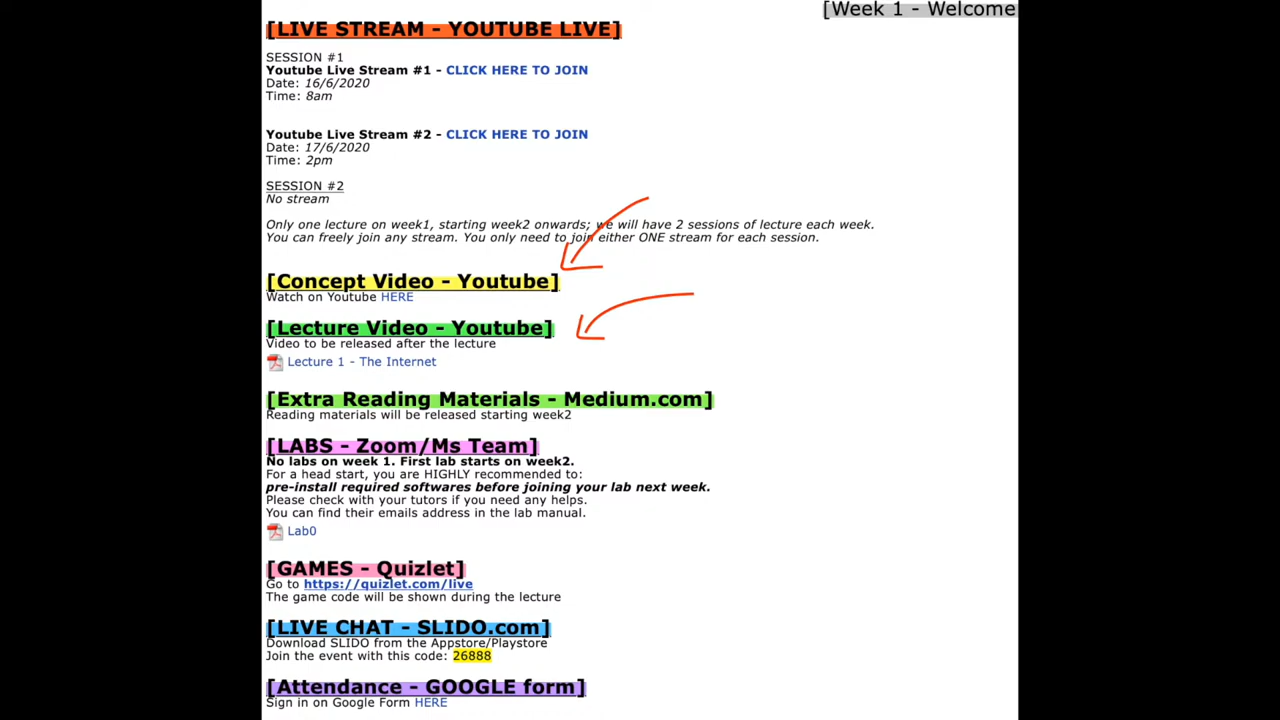 [Week 1 - Welcome
[LIVE STREAM - YOUTUBE LIVE]
SESSION #1
Youtube Live Stream #1 - CLICK HERE TO JOIN
Date: 16/6/2020
Time: 8am
Youtube Live Stream #2 - CLICK HERE TO JOIN
Date: 17/6/2020
Time: 2pm
SESSION #2
No stream
Only one lecture on week1, starting week2 onwards; we will have 2 sessions of lecture each week.
You can freely join any stream. You only need to join either ONE stream for each session.
[Concept Video - Youtube]
Watch on Youtube HERE
[Lecture Video - Youtube]
Video to be released after the lecture
Lecture 1 - The Internet
[Extra Reading Materials - Medium.com]
Reading materials will be released starting week2
[LABS - Zoom/Ms Team]
No labs on week 1. First lab starts on week2.
For a head start, you are HIGHLY recommended to:
pre-install required softwares before joining your lab next week.
Please check with your tutors if you need any helps.
You can find their emails address in the lab manual.
Lab0
[GAMES - Quizlet]
Go to https://quizlet.com/live
The game code will be shown during the lecture
[LIVE CHAT - SLIDO.com]
Download SLIDO from the Appstore/Playstore
Join the event with this code: 26888
[Attendance - GOOGLE form]
Sign in on Google Form HERE